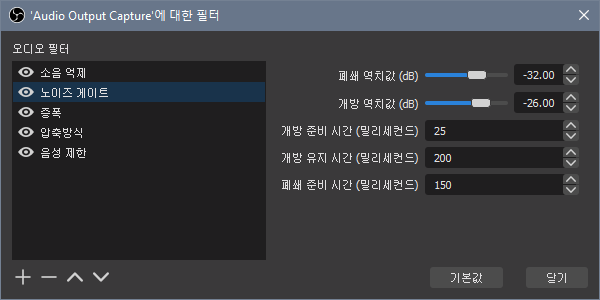 'Audio Output Capture'에 대한 필터
오디오 필터
소음 억제
노이즈 게이트
증폭
압축방식
음성 제한
폐쇄 역치값 (dB) -32.00
개방 역치값 (dB) -26.00
개방 준비 시간 (밀리세컨드) 25
개방 유지 시간 (밀리세컨드) 200
폐쇄 준비 시간 (밀리세컨드) 150
기본값 닫기